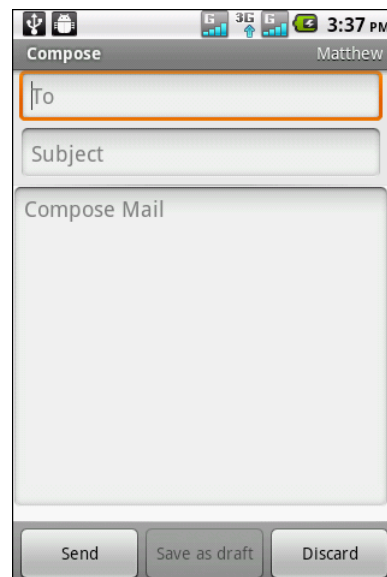 G 3G G 3:37 PM
Compose Matthew
To
Subject
Compose Mail
Send Save as draft Discard